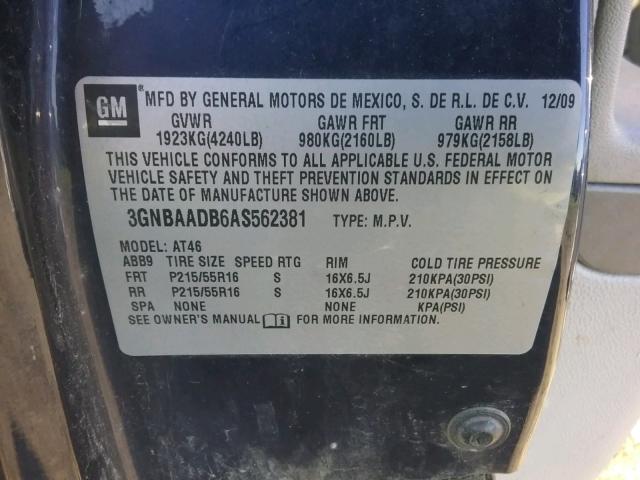 GM ® MFD BY GENERAL MOTORS DE MEXICO, S. DE R.L. DE C.V. 12/09
GVWR GAWR FRT GAWR RR
1923KG(4240LB) 980KG(2160LB) 979KG(2158LB)
THIS VEHICLE CONFORMS TO ALL APPLICABLE U.S. FEDERAL MOTOR
VEHICLE SAFETY AND THEFT PREVENTION STANDARDS IN EFFECT ON
THE DATE OF MANUFACTURE SHOWN ABOVE.
3GNBAADB6AS562381 TYPE: M.P.V.
MODEL: AT46
ABB9 TIRE SIZE SPEED RTG RIM COLD TIRE PRESSURE
FRT P215/55R16 S 16X6.5J 210KPA(30PSI)
RR P215/55R16 S 16X6.5J 210KPA(30PSI)
SPA NONE NONE KPA(PSI)
SEE OWNER'S MANUAL i FOR MORE INFORMATION.